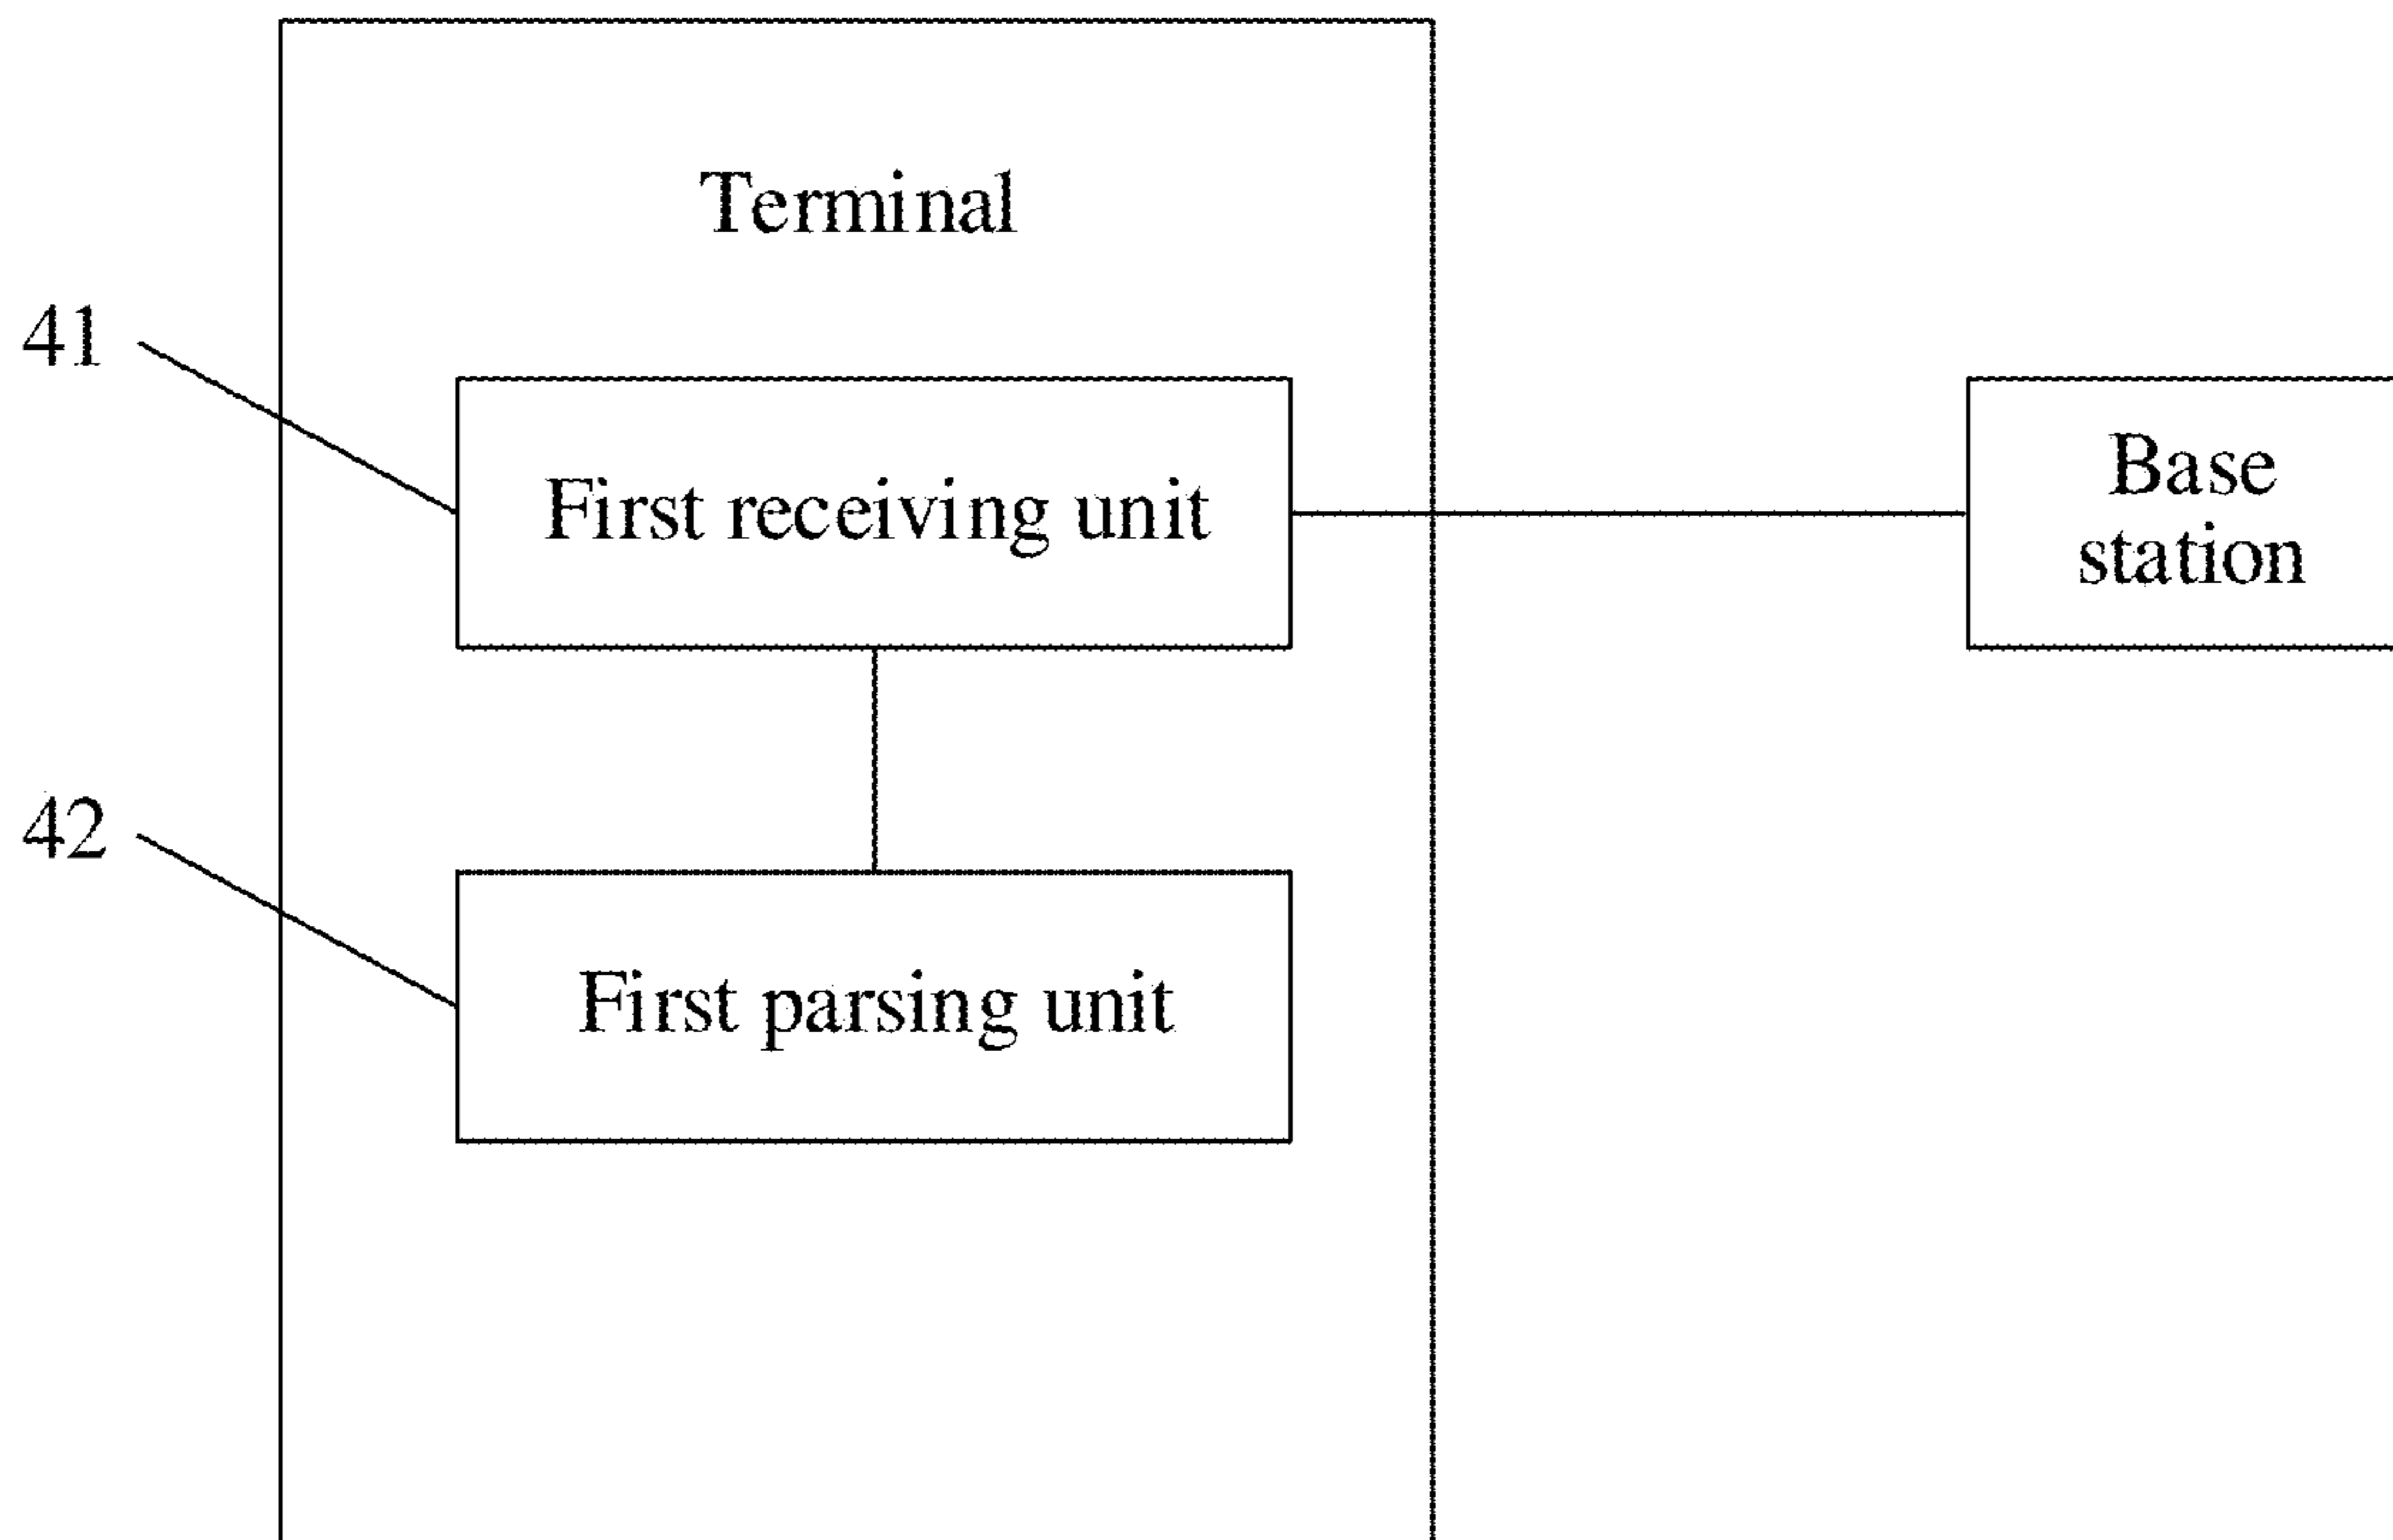 Terminal
41
First receiving unit
Base
station
42
First parsing unit